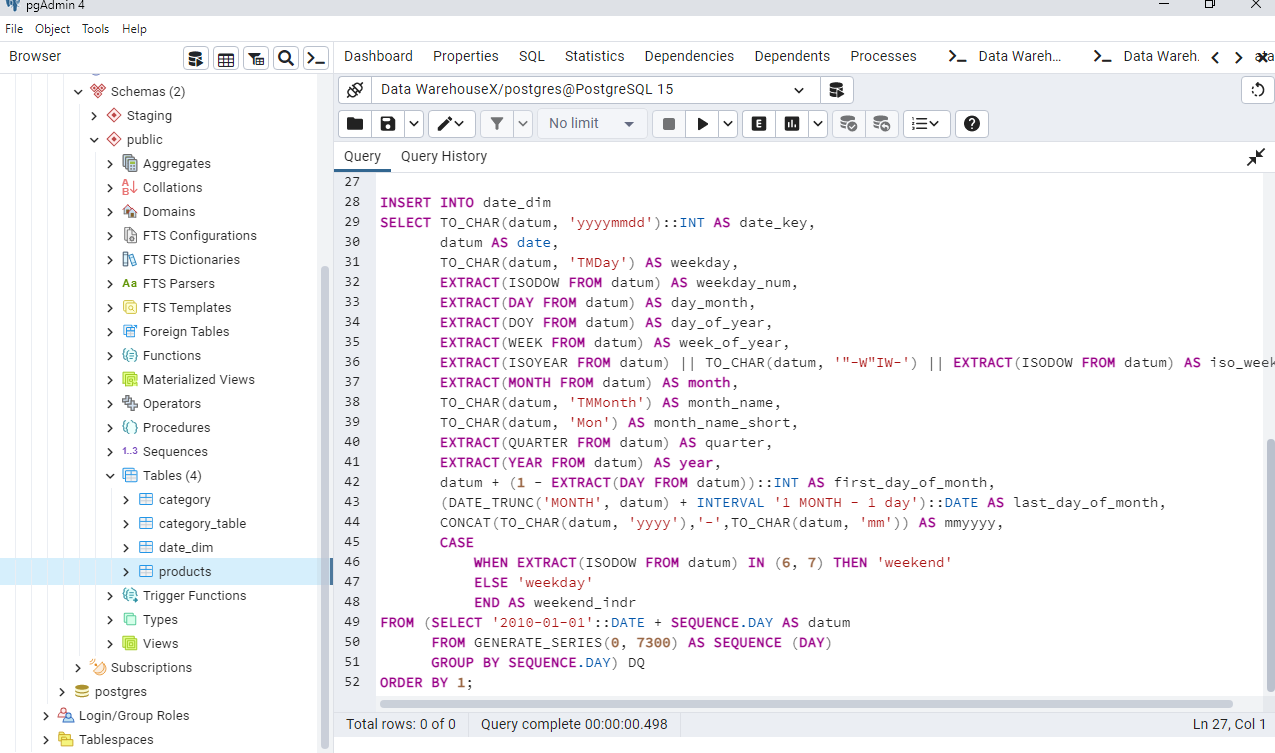 pgAdmin 4
File Object Tools Help
Browser
Dashboard Properties SQL Statistics Dependencies Dependents Processes Data Wareh... Data Wareh.
Schemas (2)
Staging
public
Aggregates
Collations
Domains
FTS Configurations
FTS Dictionaries
Aa FTS Parsers
FTS Templates
Foreign Tables
Functions
Materialized Views
Operators
Procedures
1..3 Sequences
Tables (4)
category
category_table
date_dim
products
Trigger Functions
Types
Views
Subscriptions
postgres
Login/Group Roles
Tablespaces
Data WarehouseX/postgres@PostgreSQL 15
No limit
E
Query Query History
27
28 INSERT INTO date_dim
29 SELECT TO_CHAR(datum, 'yyyymmdd')::INT AS date_key,
30 datum AS date,
31 TO_CHAR(datum, 'TMDay') AS weekday,
32 EXTRACT(ISODOW FROM datum) AS weekday_num,
33 EXTRACT(DAY FROM datum) AS day_month,
34 EXTRACT(DOY FROM datum) AS day_of_year,
35 EXTRACT(WEEK FROM datum) AS week_of_year,
36 EXTRACT(ISOYEAR FROM datum) || TO_CHAR(datum, '"-W"IW-') || EXTRACT(ISODOW FROM datum) AS iso_week
37 EXTRACT(MONTH FROM datum) AS month,
38 TO_CHAR(datum, 'TMMonth') AS month_name,
39 TO_CHAR(datum, 'Mon') AS month_name_short,
40 EXTRACT(QUARTER FROM datum) AS quarter,
41 EXTRACT(YEAR FROM datum) AS year,
42 datum + (1 - EXTRACT(DAY FROM datum))::INT AS first_day_of_month,
43 (DATE_TRUNC('MONTH', datum) + INTERVAL '1 MONTH - 1 day')::DATE AS last_day_of_month,
44 CONCAT(TO_CHAR(datum, 'yyyy'),'-',TO_CHAR(datum, 'mm')) AS mmyyyy,
45 CASE
46 WHEN EXTRACT(ISODOW FROM datum) IN (6, 7) THEN 'weekend'
47 ELSE 'weekday'
48 END AS weekend_indr
49 FROM (SELECT '2010-01-01'::DATE + SEQUENCE.DAY AS datum
50 FROM GENERATE_SERIES(0, 7300) AS SEQUENCE (DAY)
51 GROUP BY SEQUENCE.DAY) DQ
52 ORDER BY 1;
Total rows: 0 of 0 Query complete 00:00:00.498 Ln 27, Col 1